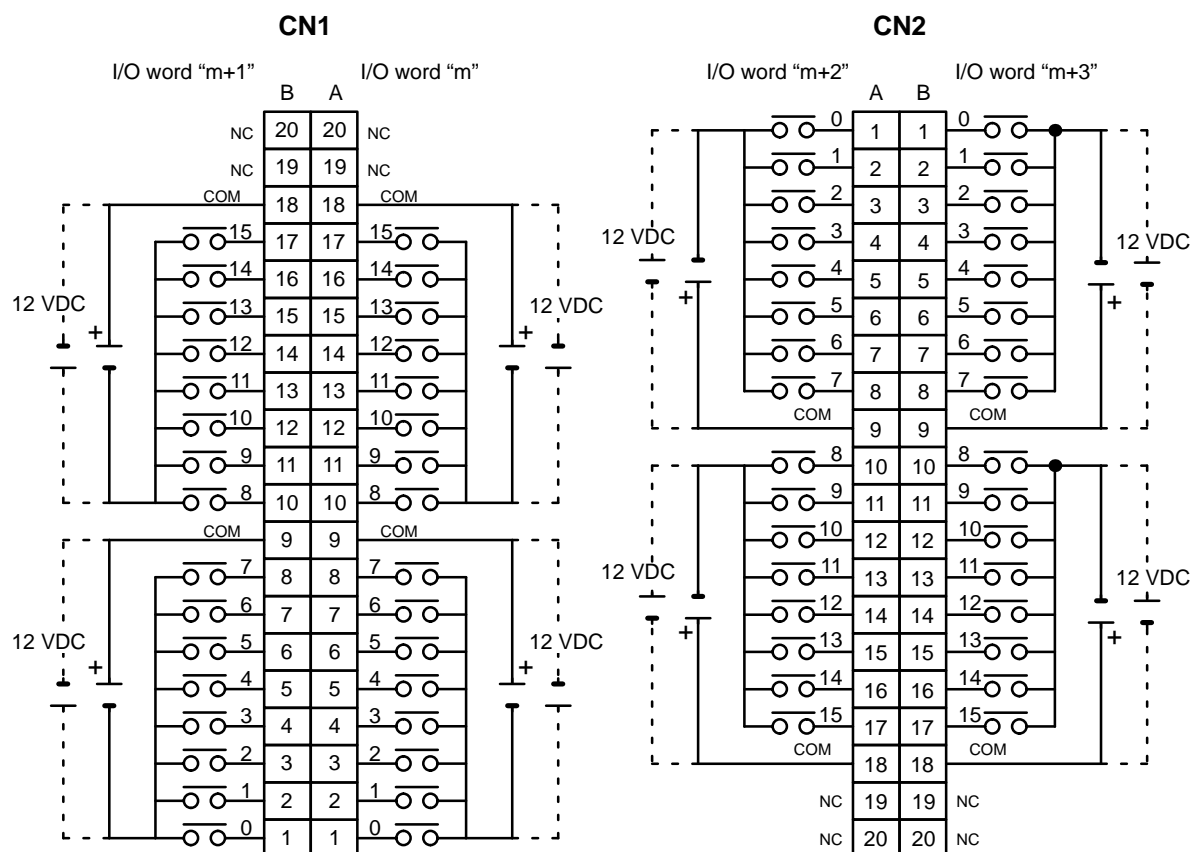 CN1
I/O word “m+1” I/O word “m”
B A
NC 20 20 NC
NC 19 19 NC
COM 18 18 COM
15 17 17 15
14 16 16 14
13 15 15 13
12 VDC + 12 14 14 12 + 12 VDC
11 13 13 11
10 12 12 10
9 11 11 9
8 10 10 8
COM 9 9 COM
7 8 8 7
6 7 7 6
12 VDC + 5 6 6 5 + 12 VDC
4 5 5 4
3 4 4 3
2 3 3 2
1 2 2 1
0 1 1 0
CN2
I/O word “m+2” I/O word “m+3”
A B
0 1 1 0
1 2 2 1
2 3 3 2
12 VDC 3 4 4 3 12 VDC
+ 4 5 5 4 +
5 6 6 5
6 7 7 6
7 8 8 7
COM 9 9 COM
8 10 10 8
9 11 11 9
10 12 12 10
12 VDC 11 13 13 11 12 VDC
+ 12 14 14 12 +
13 15 15 13
14 16 16 14
15 17 17 15
COM 18 18 COM
NC 19 19 NC
NC 20 20 NC